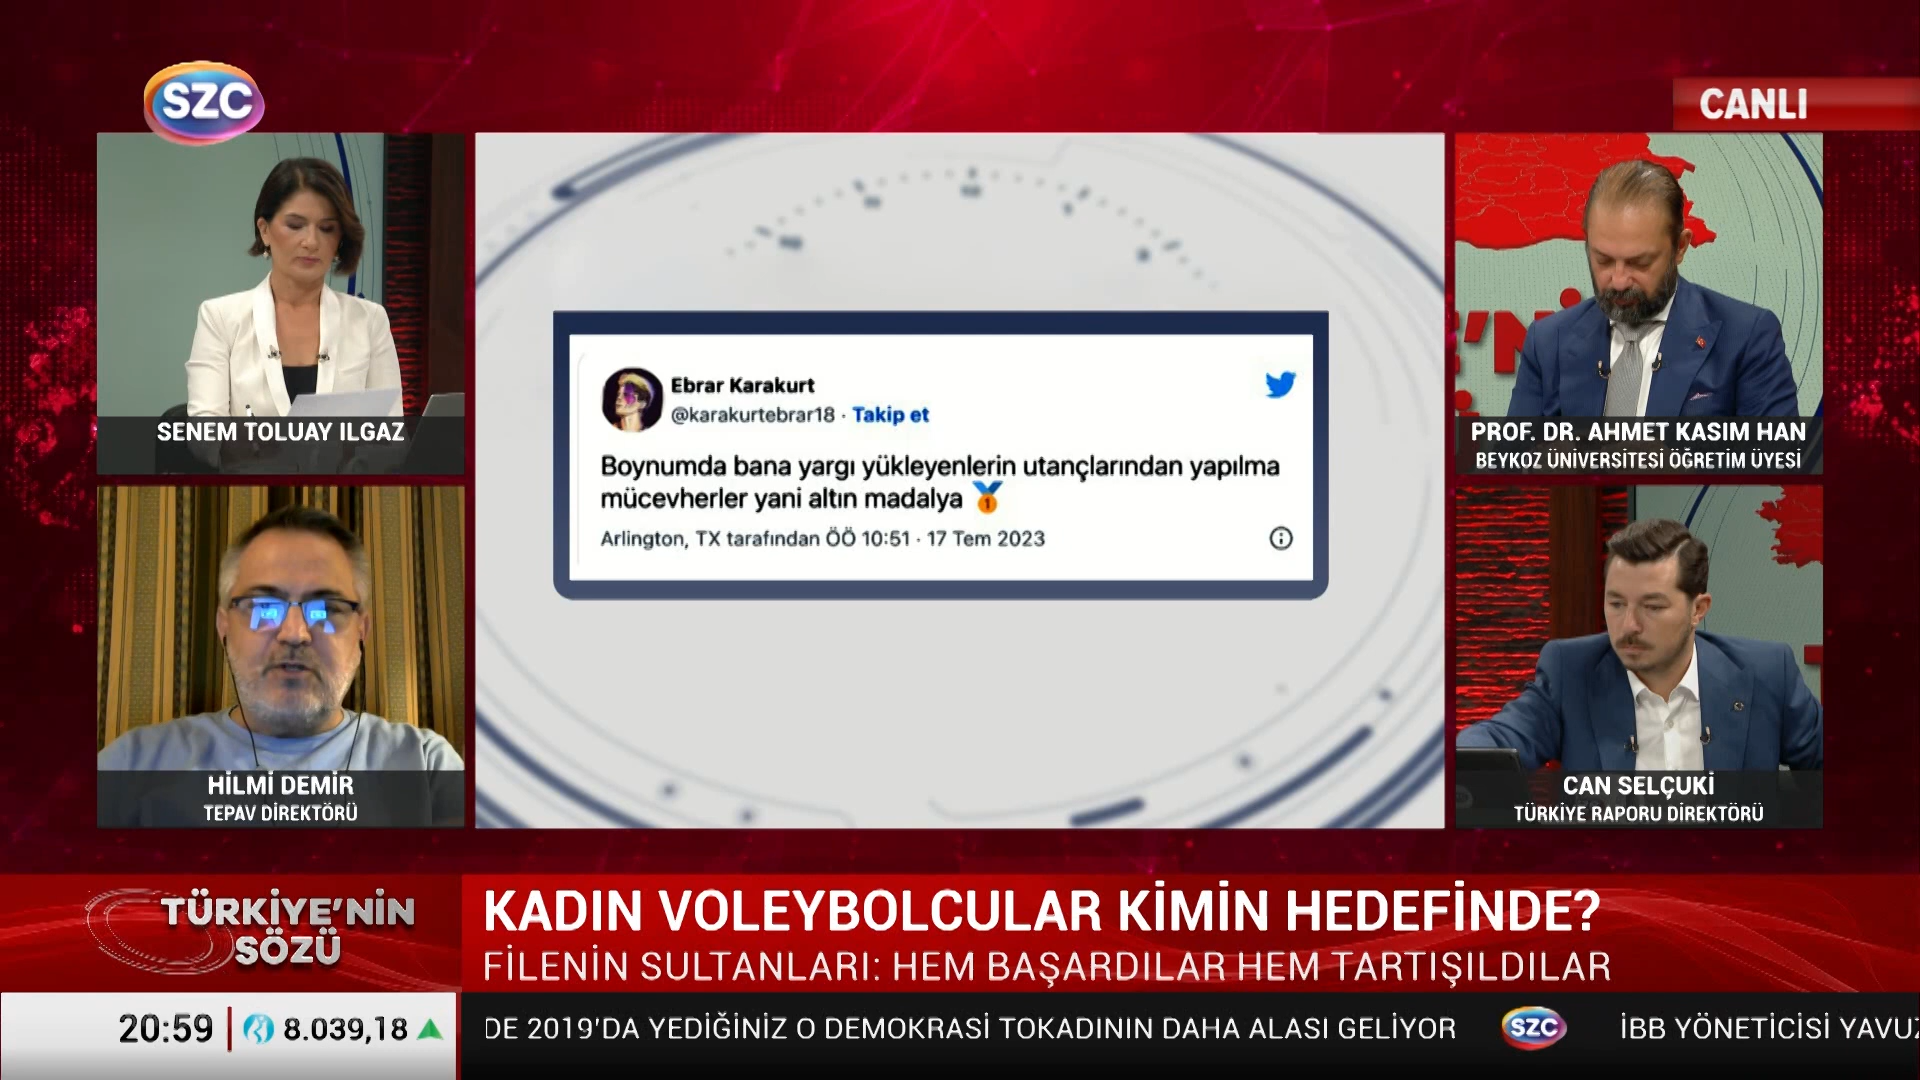 SZC
CANLI
SENEM TOLUAY ILGAZ
Ebrar Karakurt
@karakurtebrar18 · Takip et
Boynumda bana yargı yükleyenlerin utançlarından yapılma
mücevherler yani altın madalya
Arlington, TX tarafından ÖÖ 10:51 · 17 Tem 2023
PROF. DR. AHMET KASIM HAN
BEYKOZ ÜNİVERSİTESİ ÖĞRETİM ÜYESİ
HİLMİ DEMİR
TEPAV DİREKTÖRÜ
CAN SELÇUKİ
TÜRKİYE RAPORU DİREKTÖRÜ
TÜRKİYE'NİN
SÖZÜ
KADIN VOLEYBOLCULAR KİMİN HEDEFİNDE?
FİLENİN SULTANLARI: HEM BAŞARDILAR HEM TARTIŞILDILAR
20:59 8.039,18
DE 2019'DA YEDİĞİNİZ O DEMOKRASİ TOKADININ DAHA ALASI GELİYOR SZC İBB YÖNETİCİSİ YAVUZ